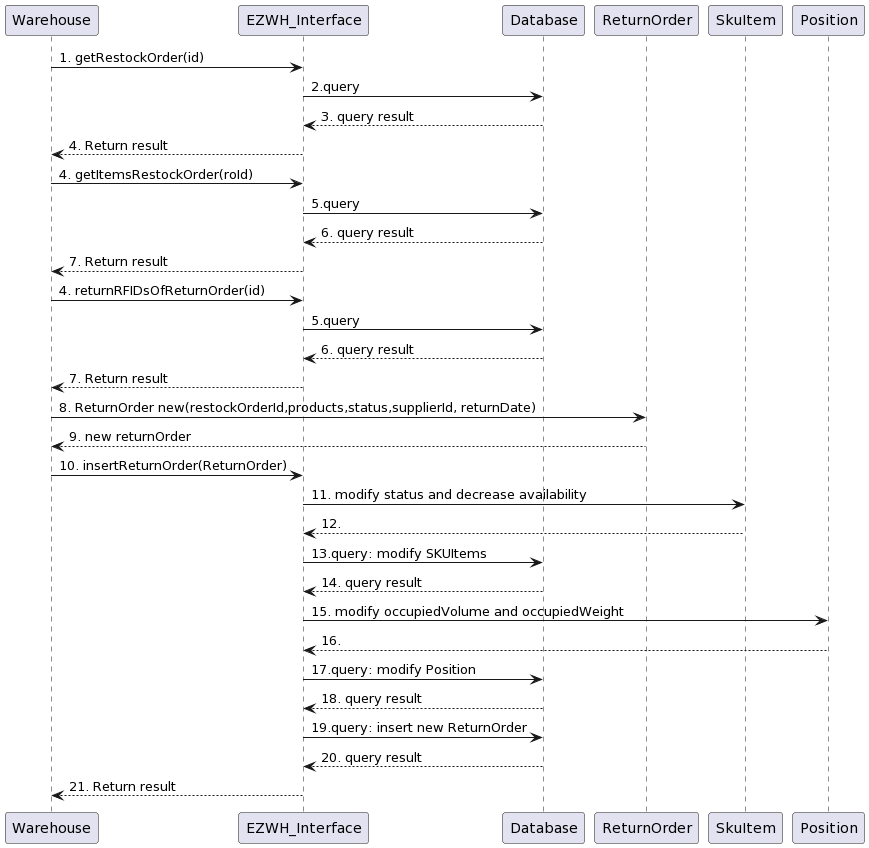 Warehouse EZWH_Interface Database ReturnOrder SkuItem Position
1. getRestockOrder(id)
2.query
3. query result
4. Return result
4. getItemsRestockOrder(roId)
5.query
6. query result
7. Return result
4. returnRFIDsOfReturnOrder(id)
5.query
6. query result
7. Return result
8. ReturnOrder new(restockOrderId,products,status,supplierId, returnDate)
9. new returnOrder
10. insertReturnOrder(ReturnOrder)
11. modify status and decrease availability
12.
13.query: modify SKUItems
14. query result
15. modify occupiedVolume and occupiedWeight
16.
17.query: modify Position
18. query result
19.query: insert new ReturnOrder
20. query result
21. Return result
Warehouse EZWH_Interface Database ReturnOrder SkuItem Position